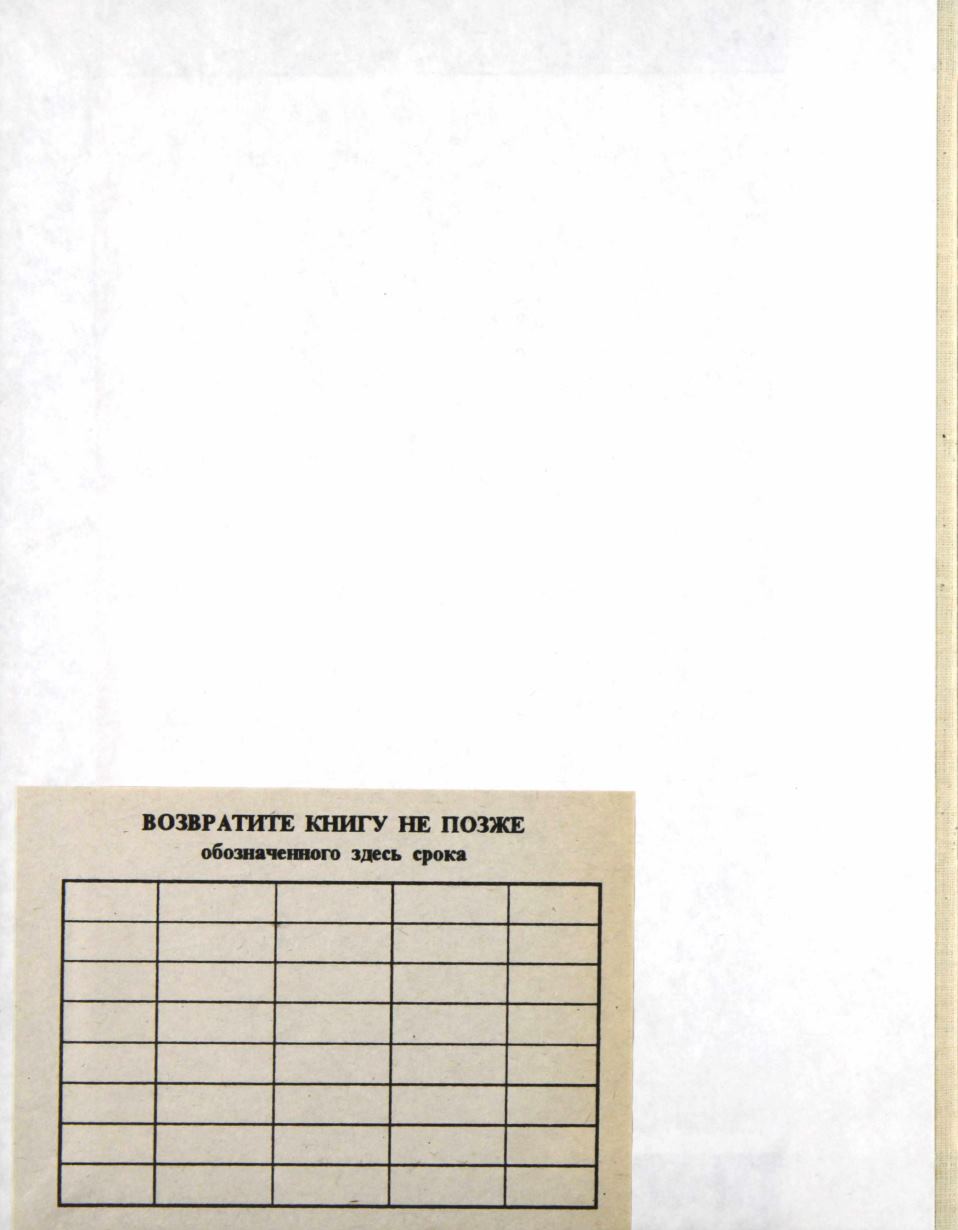 ВОЗВРАТИТЕ КНИГУ НЕ ПОЗЖЕ
обозначенного здесь срока